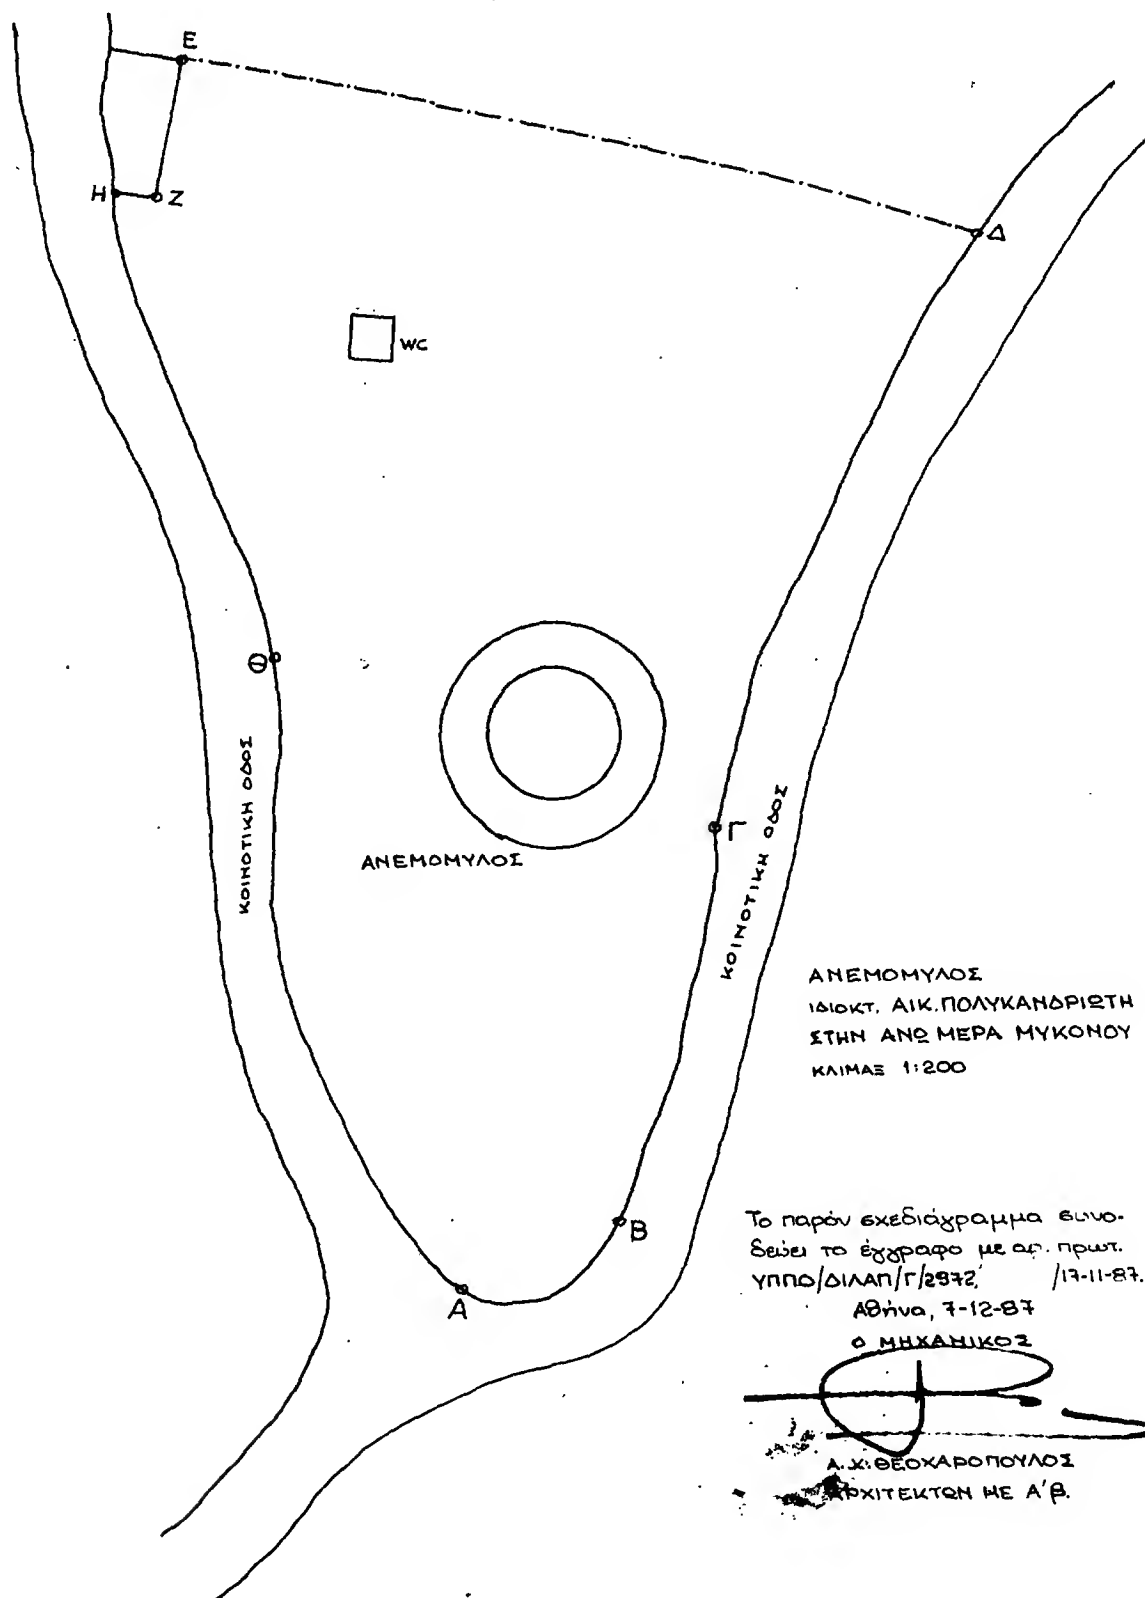 Ε
Η Ζ
Δ
WC
Θ
ΚΟΙΝΟΤΙΚΗ ΟΔΟΣ
ΑΝΕΜΟΜΥΛΟΣ
Γ
ΚΟΙΝΟΤΙΚΗ ΟΔΟΣ
Β
Α
ΑΝΕΜΟΜΥΛΟΣ
ΙΔΙΟΚΤ. ΑΙΚ. ΠΟΛΥΚΑΝΔΡΙΩΤΗ
ΣΤΗΝ ΑΝΩ ΜΕΡΑ ΜΥΚΟΝΟΥ
ΚΛΙΜΑΞ 1:200
Το παρόν σχεδιάγραμμα συνο-
δεύει το έγγραφο με αρ. πρωτ.
ΥΠΠΟ/ΔΙΛΑΠ/Γ/2972 /17-11-87.
Αθήνα, 7-12-87
Ο ΜΗΧΑΝΙΚΟΣ
Α.Χ. ΘΕΟΧΑΡΟΠΟΥΛΟΣ
ΑΡΧΙΤΕΚΤΩΝ ΜΕ Α'β.